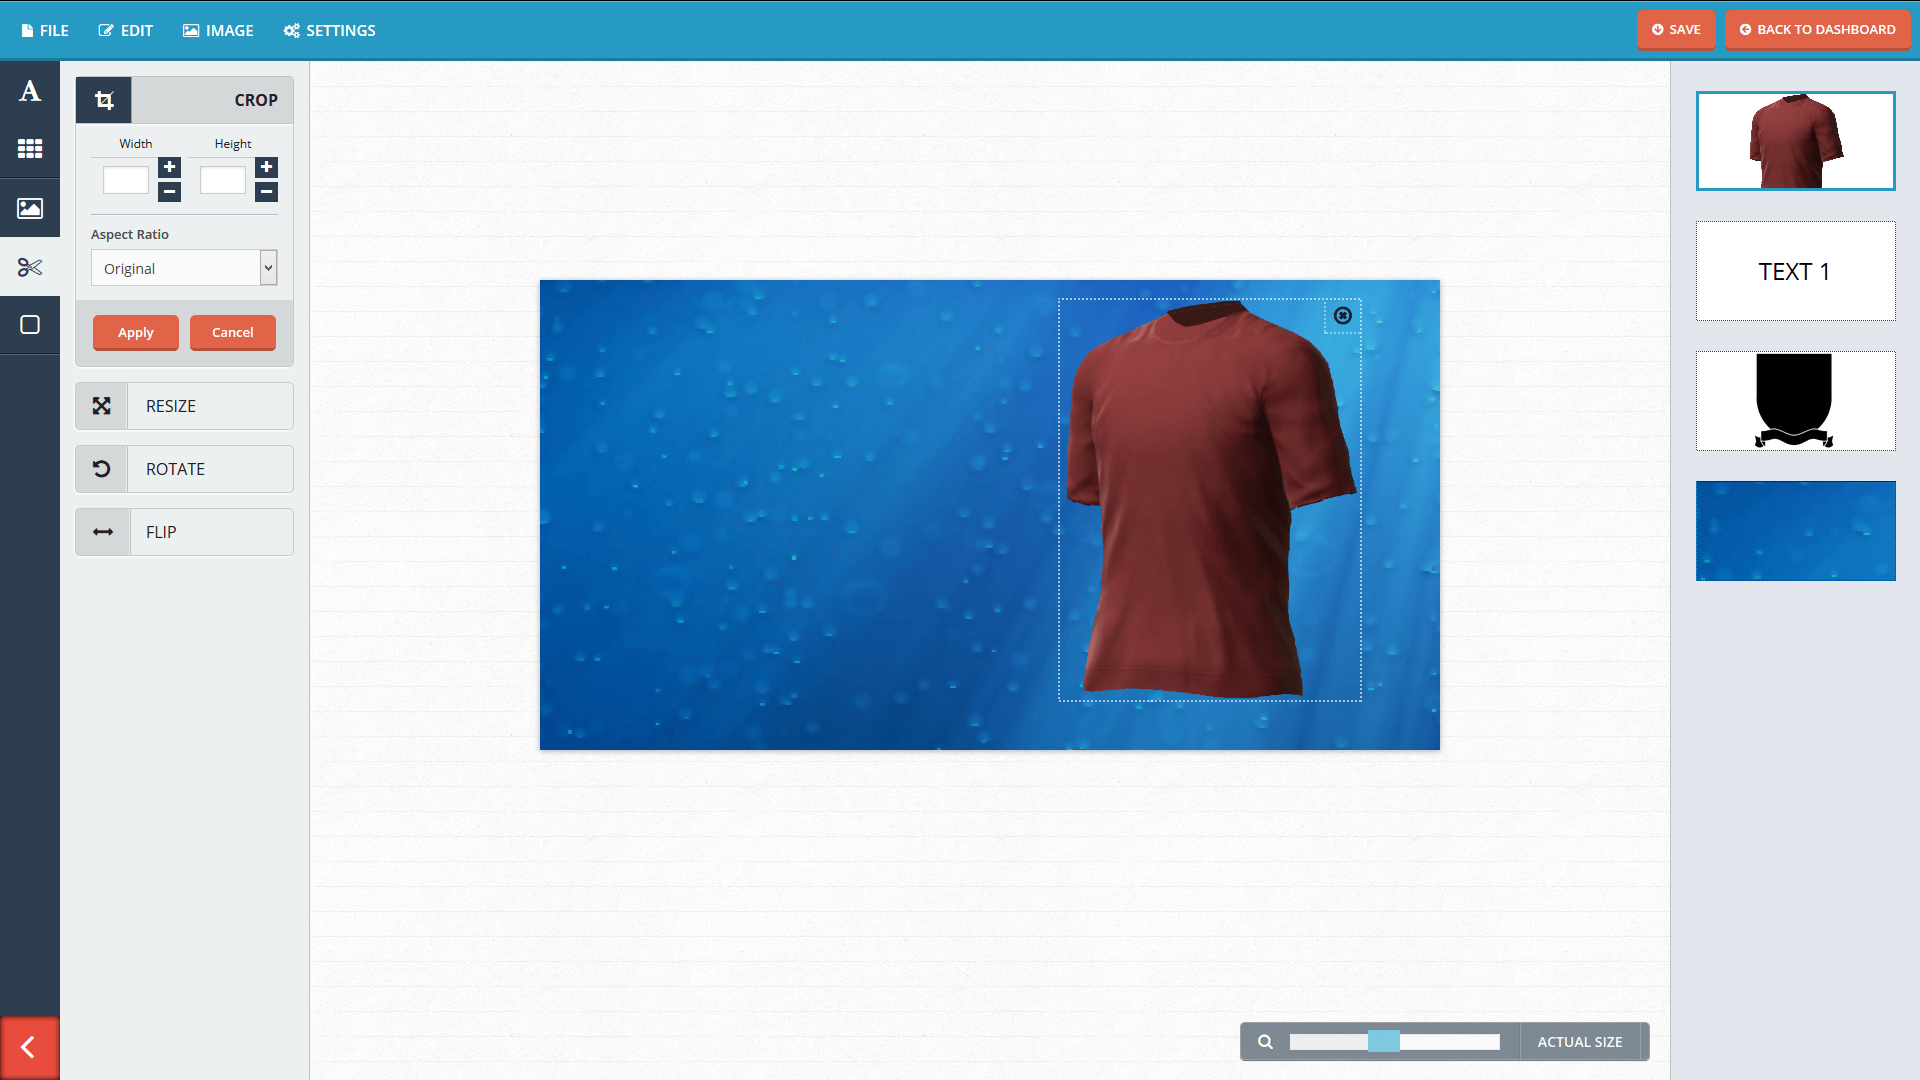 FILE EDIT IMAGE SETTINGS SAVE BACK TO DASHBOARD
A CROP
Width Height
Aspect Ratio
Original
Apply Cancel
RESIZE
ROTATE
FLIP
TEXT 1
ACTUAL SIZE